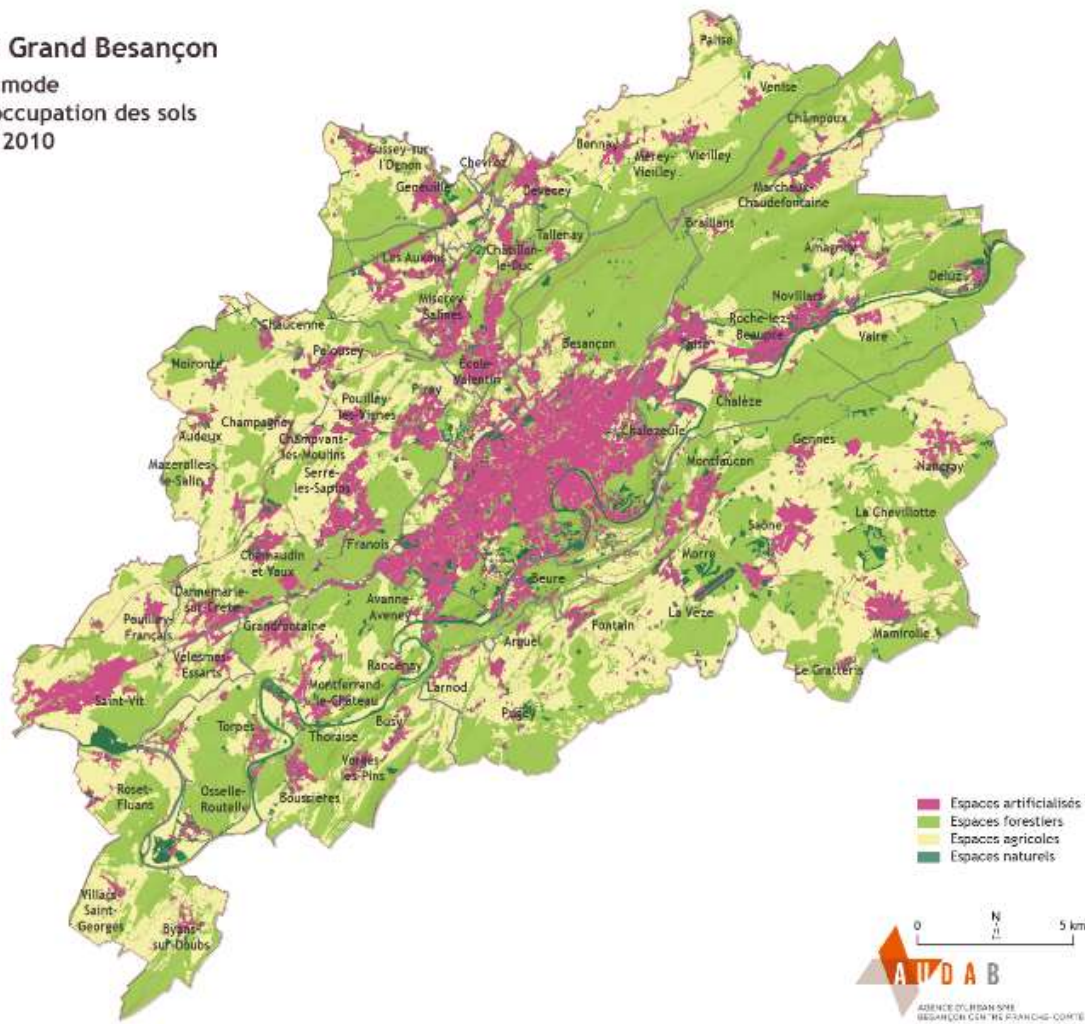 Grand Besançon
mode
occupation des sols
2010
Palise
Venise
Champoux
Cussey-sur-
l'Ognon
Chevroz
Bonnay
Mérey-
Vieilley
Vieilley
Geneuille
Devecey
Marchaux-
Chaudefontaine
Braillans
Tallenay
Châtillon-
le-Duc
Les Auxons
Amagney
Deluz
Novillars
Miserey-
Salines
Roche-lez-
Beaupré
Chaucenne
Vaire
Thise
Besançon
Pelousey
Noironte
École-
Valentin
Pirey
Chalèze
Pouilley-
les-Vignes
Champagney
Audeux
Champvans-
les-Moulins
Chalezeule
Gennes
Montfaucon
Nancray
Mazerolles-
le-Salin
Serre-
les-Sapins
La Chevillotte
Saône
Franois
Morre
Chemaudin
et Vaux
Beure
Dannemarie-
sur-Crète
Avanne-
Aveney
La Vèze
Pouilley-
Français
Grandfontaine
Fontain
Mamirolle
Arguel
Velesmes-
Essarts
Rancenay
Le Gratteris
Larnod
Saint-Vit
Montferrand-
le-Château
Pugey
Busy
Torpes
Thoraise
Vorges-
les-Pins
Roset-
Fluans
Osselle-
Routelle
Boussières
Villars-
Saint-
Georges
Byans-
sur-Doubs
Espaces artificialisés
Espaces forestiers
Espaces agricoles
Espaces naturels
N
0 5 km
AUDAB
AGENCE D'URBANISME
BESANÇON CENTRE FRANCHE-COMTÉ